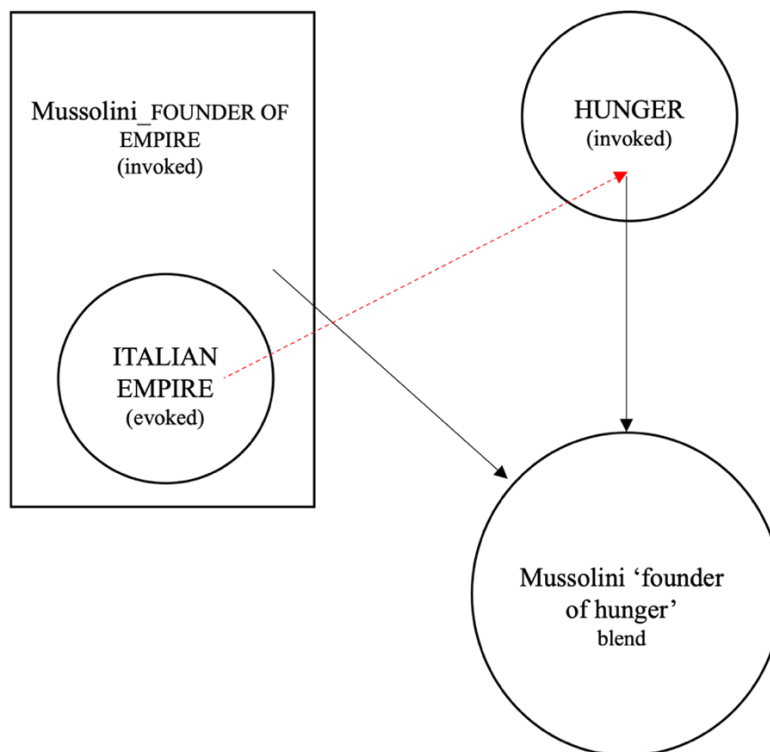 Mussolini_FOUNDER OF
EMPIRE
(invoked)
HUNGER
(invoked)
ITALIAN
EMPIRE
(evoked)
Mussolini ‘founder
of hunger’
blend